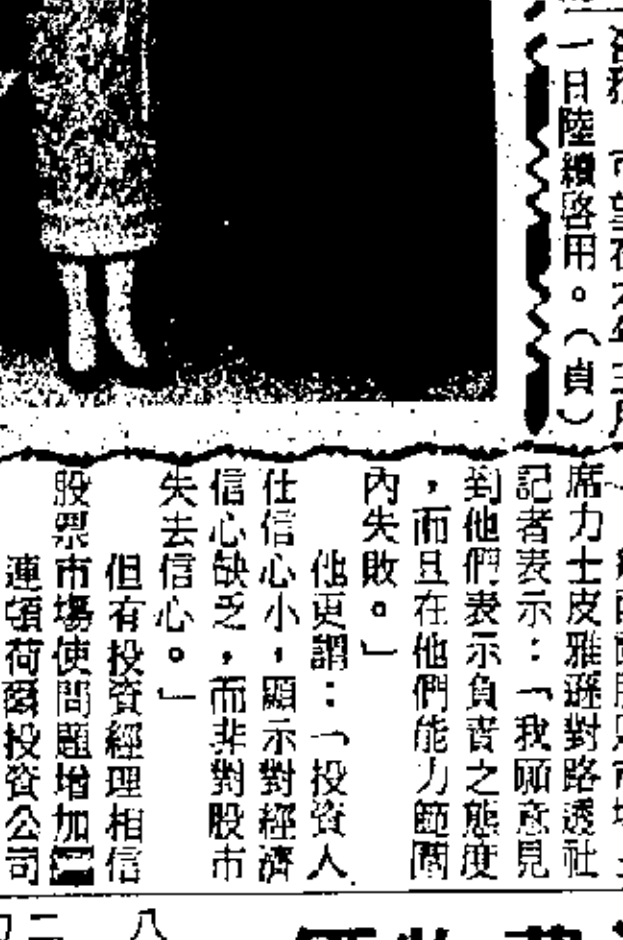 一日陸續啓用。（貞）
席力士皮雅遜對路透社
記者表示：「我願意見
到他們表示負責之態度
，而且在他們能力範圍
內失敗。」
他更謂：「投資人
仕信心小，顯示對經濟
信心缺乏，而非對股市
失去信心。」
但有投資經理相信
股票市場使問題增加
連頓荷爾投資公司